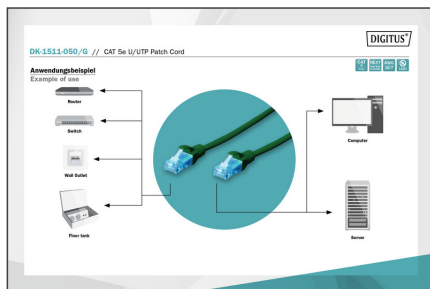 DIGITUS®
DK-1511-050/G // CAT 5e U/UTP Patch Cord
Anwendungsbeispiel
Example of use
Router
Switch
Wall Outlet
Floor tank
Computer
Server